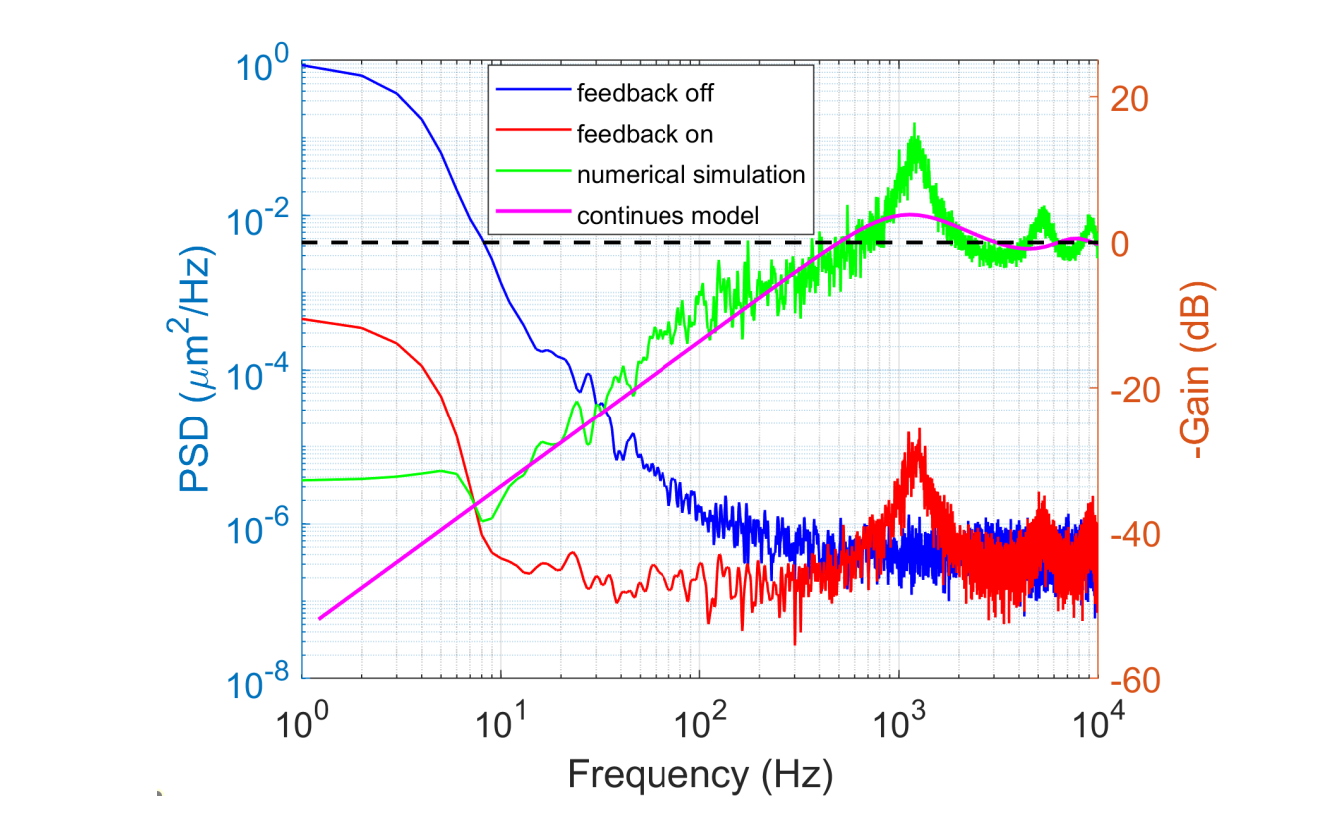 10^0
10^-2
10^-4
10^-6
10^-8
PSD (μm^2/Hz)
feedback off
feedback on
numerical simulation
continues model
20
0
-20
-40
-60
-Gain (dB)
10^0 10^1 10^2 10^3 10^4
Frequency (Hz)